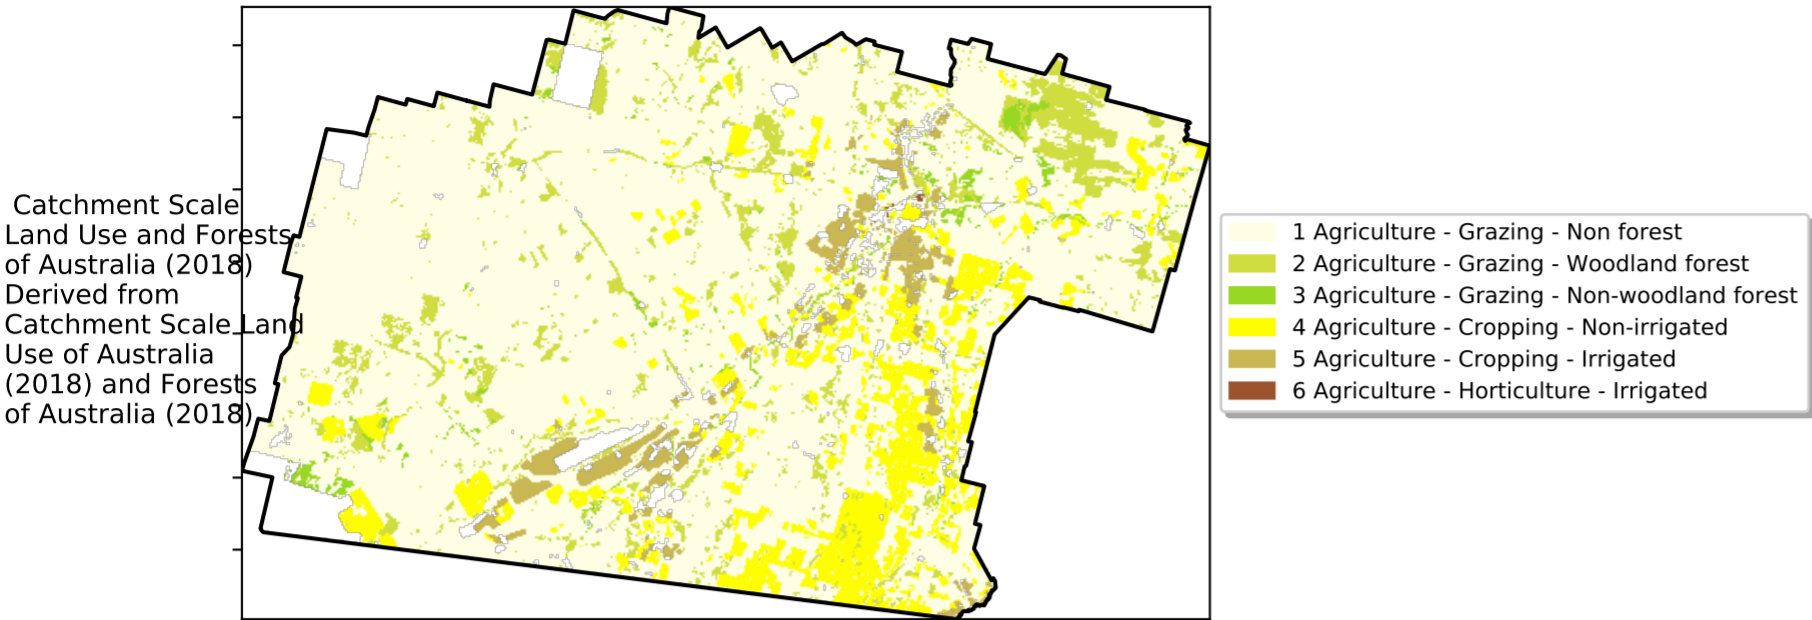 Catchment Scale
Land Use and Forests
of Australia (2018)
Derived from
Catchment Scale Land
Use of Australia
(2018) and Forests
of Australia (2018)
1 Agriculture - Grazing - Non forest
2 Agriculture - Grazing - Woodland forest
3 Agriculture - Grazing - Non-woodland forest
4 Agriculture - Cropping - Non-irrigated
5 Agriculture - Cropping - Irrigated
6 Agriculture - Horticulture - Irrigated